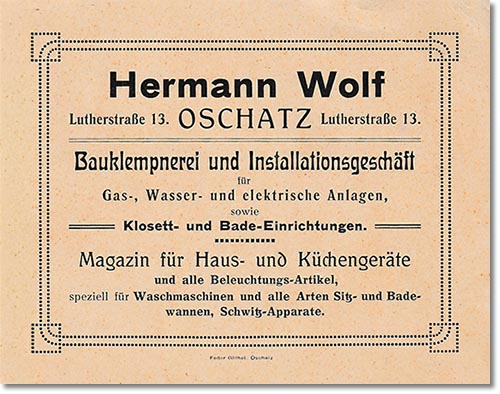 Hermann Wolf
Lutherstraße 13. OSCHATZ Lutherstraße 13.
Bauklempnerei und Installationsgeschäft
für
Gas-, Wasser- und elektrische Anlagen,
sowie
Klosett- und Bade-Einrichtungen.
Magazin für Haus- und Küchengeräte
und alle Beleuchtungs-Artikel,
speziell für Waschmaschinen und alle Arten Sitz- und Bade-
wannen, Schwitz-Apparate.
Oschatz